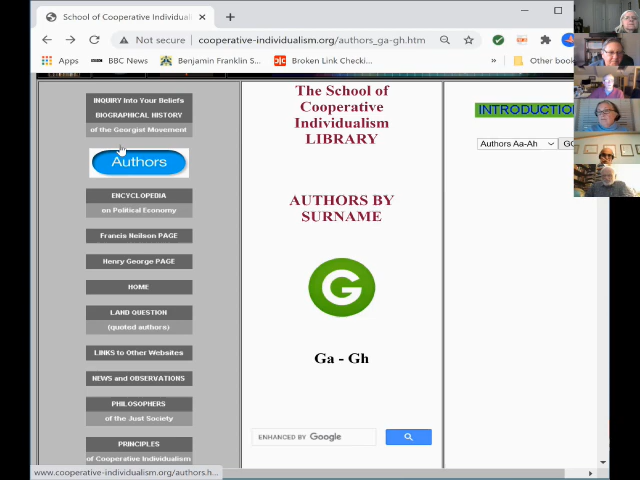 School of Cooperative Individualis
Not secure
cooperative-individualism.org/authors_ga-gh.htm
Apps
BBC News
Benjamin Franklin S...
Broken Link Checki...
Other book
INQUIRY Into Your Beliefs
BIOGRAPHICAL HISTORY
of the Georgist Movement
Authors
ENCYCLOPEDIA
on Political Economy
Francis Neilson PAGE
Henry George PAGE
HOME
LAND QUESTION
(quoted authors)
LINKS to Other Websites
NEWS and OBSERVATIONS
PHILOSOPHERS
of the Just Society
PRINCIPLES
of Cooperative Individualism
The School of
Cooperative
Individualism
LIBRARY
AUTHORS BY
SURNAME
G
Ga - Gh
ENHANCED BY Google
INTRODUCTION
Authors Aa-Ah
GO
www.cooperative-individualism.org/authors.h...